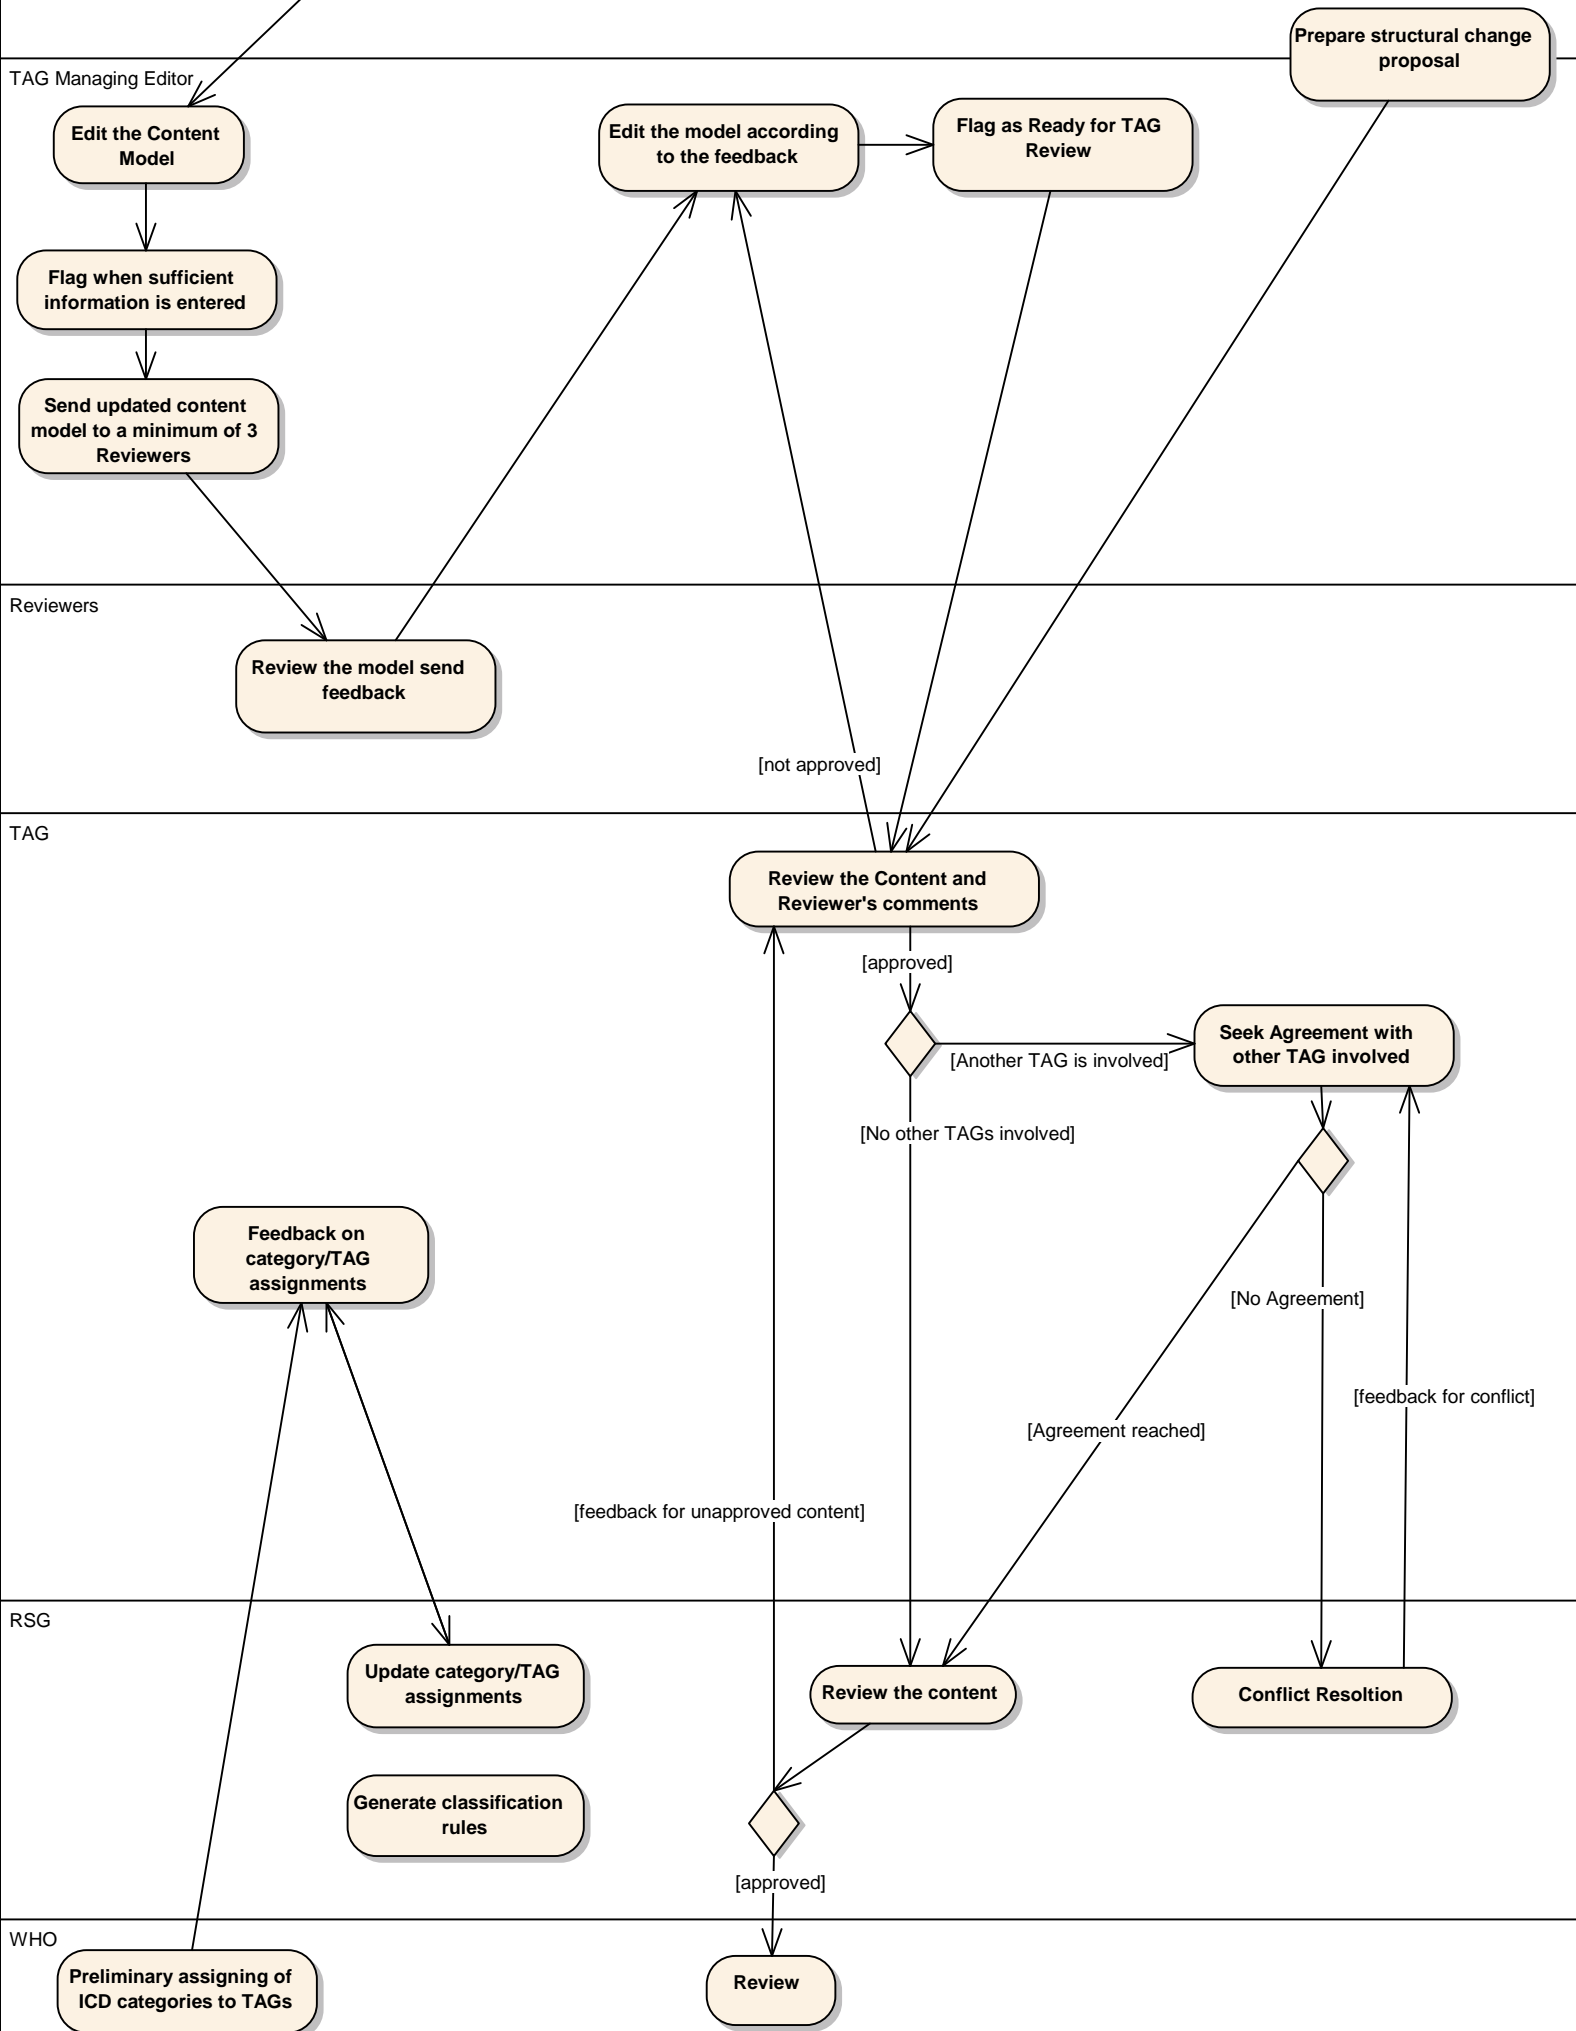 Prepare structural change
proposal
TAG Managing Editor
Edit the Content
Model
Edit the model according
to the feedback
Flag as Ready for TAG
Review
Flag when sufficient
information is entered
Send updated content
model to a minimum of 3
Reviewers
Reviewers
Review the model send
feedback
[not approved]
TAG
Review the Content and
Reviewer's comments
[approved]
Seek Agreement with
other TAG involved
[Another TAG is involved]
[No other TAGs involved]
Feedback on
category/TAG
assignments
[No Agreement]
[feedback for conflict]
[Agreement reached]
[feedback for unapproved content]
RSG
Update category/TAG
assignments
Review the content
Conflict Resoltion
Generate classification
rules
[approved]
WHO
Preliminary assigning of
ICD categories to TAGs
Review